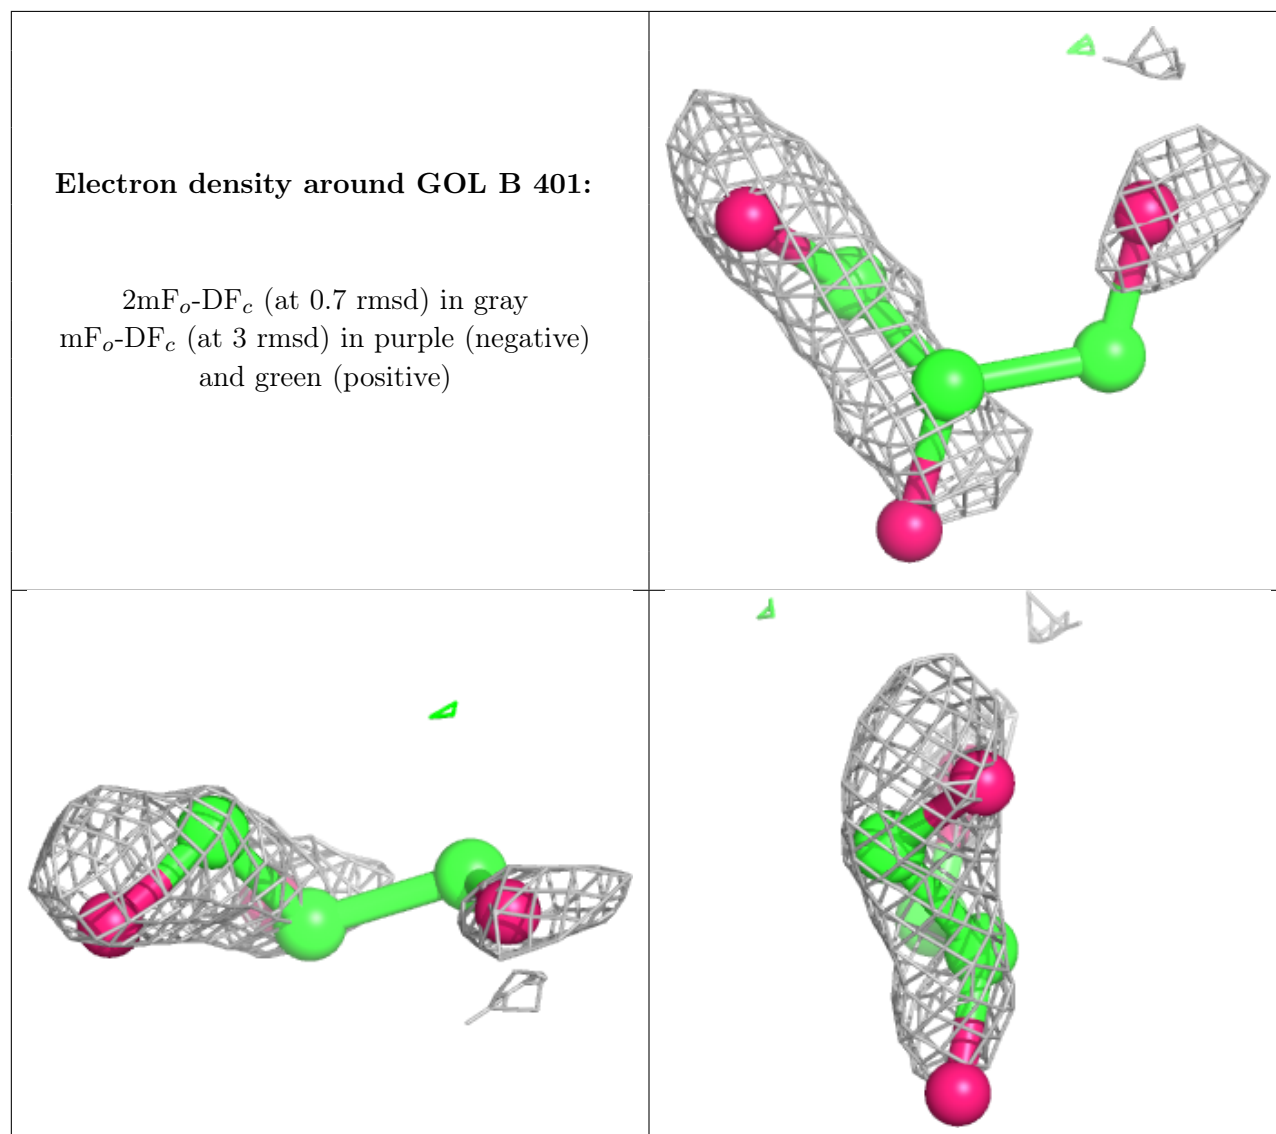 Electron density around GOL B 401:
2mFo-DFc (at 0.7 rmsd) in gray
mFo-DFc (at 3 rmsd) in purple (negative)
and green (positive)